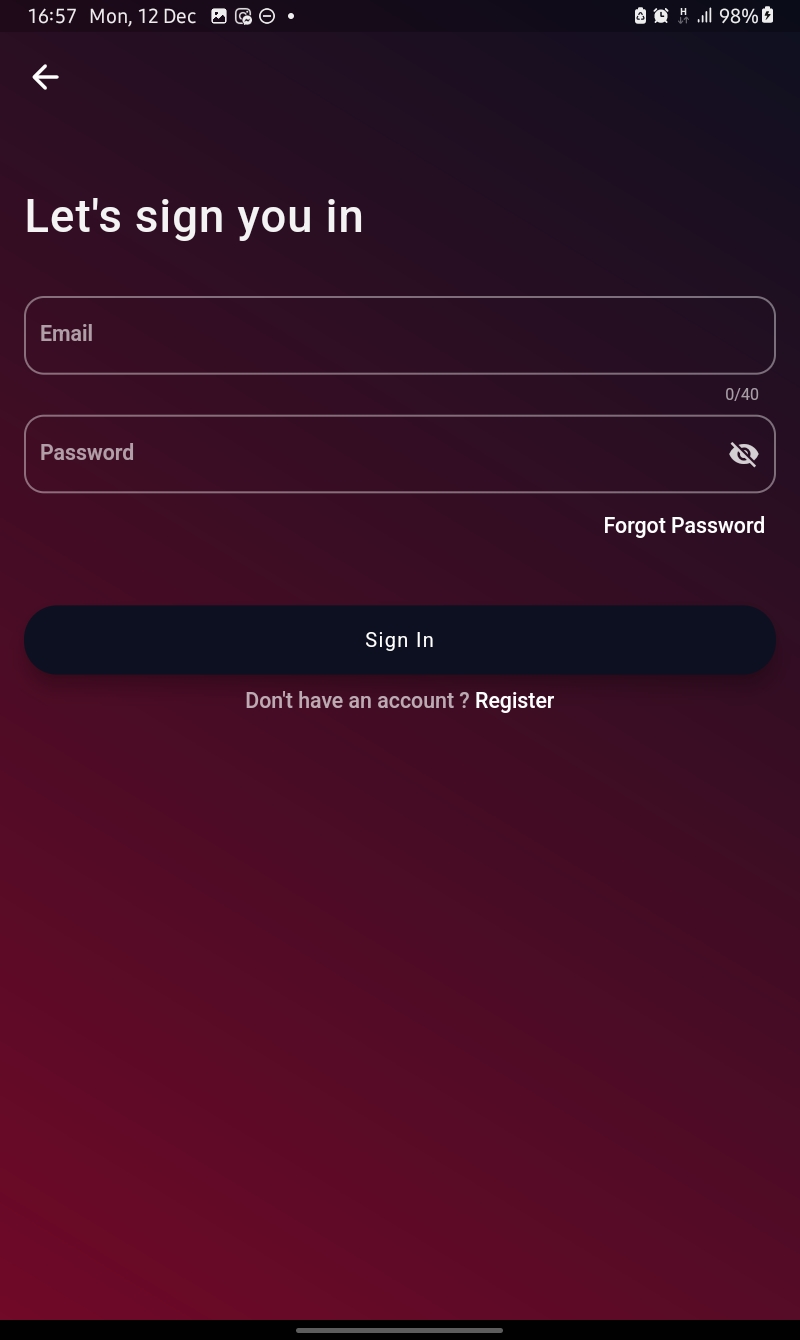 16:57 Mon, 12 Dec H 98%
Let's sign you in
Email
0/40
Password
Forgot Password
Sign In
Don't have an account ? Register